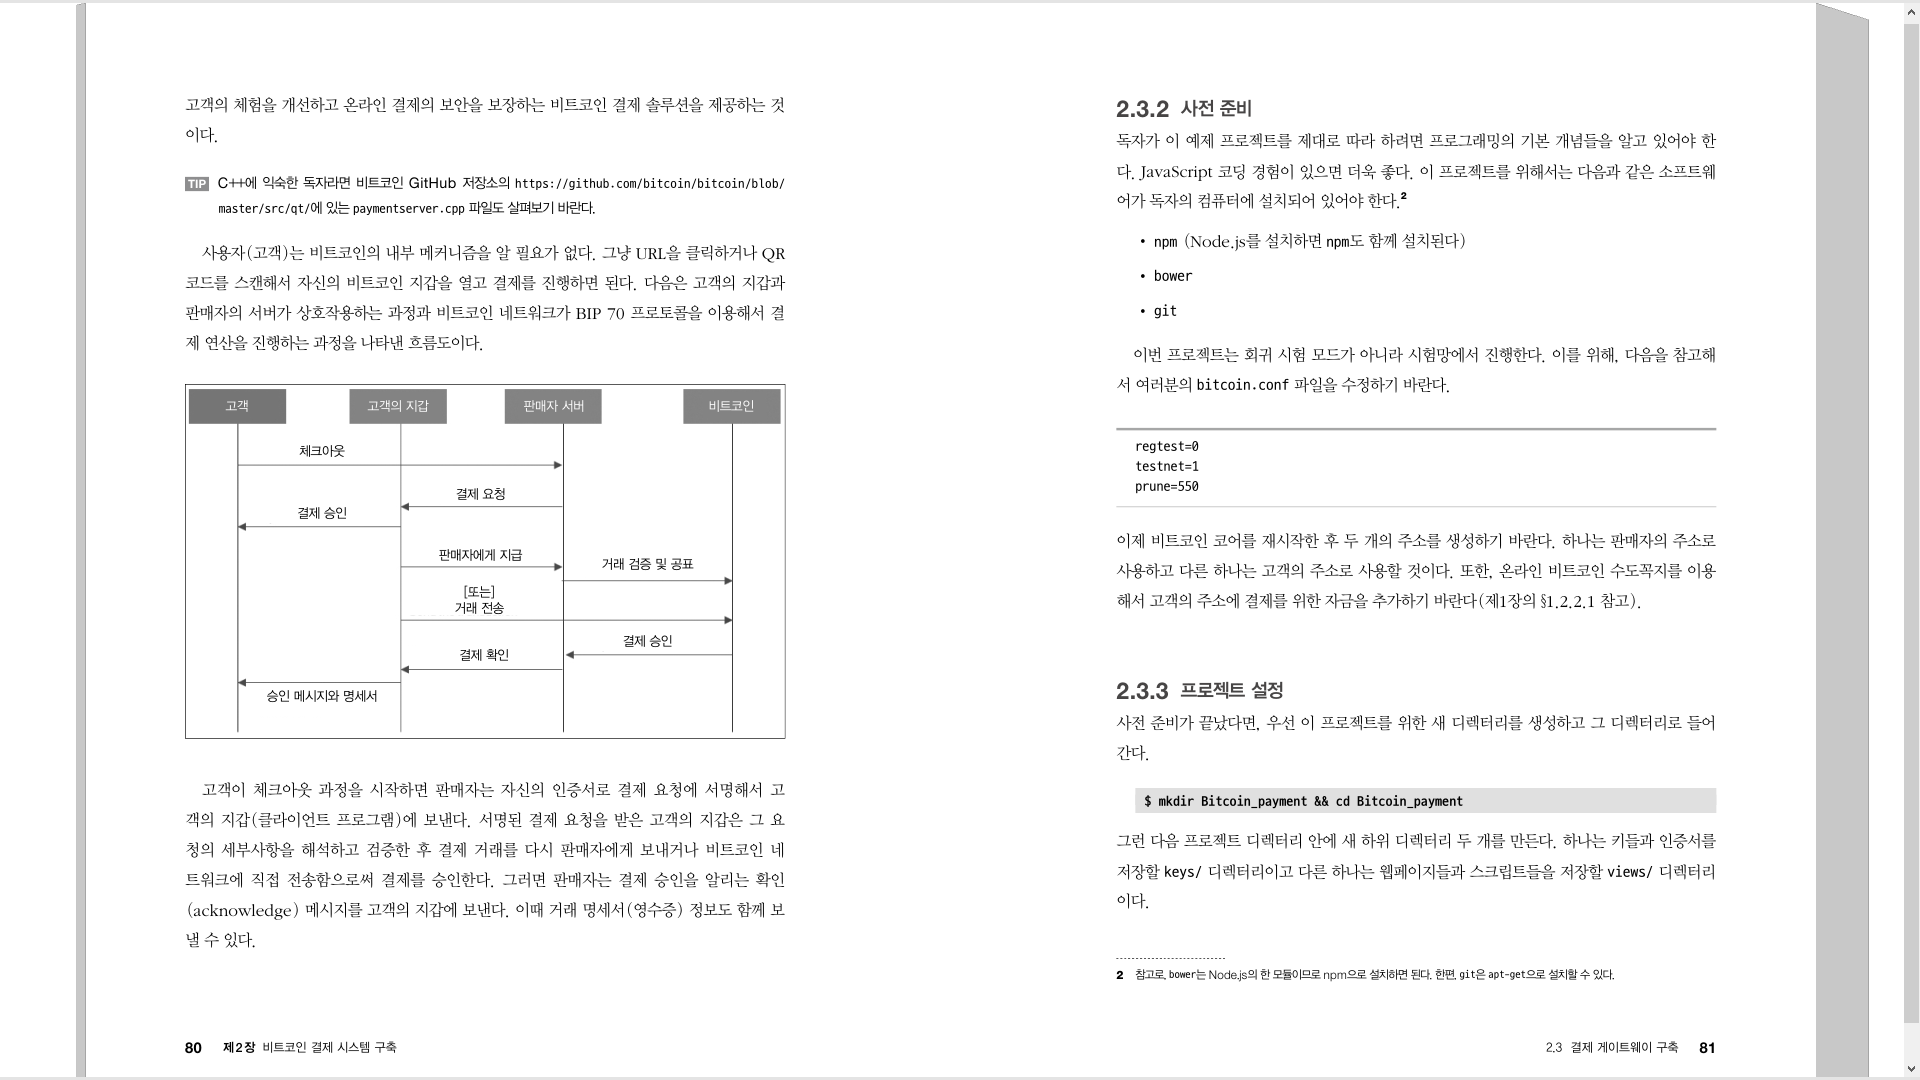 고객의 체험을 개선하고 온라인 결제의 보안을 보장하는 비트코인 결제 솔루션을 제공하는 것
이다.
TIP C++에 익숙한 독자라면 비트코인 GitHub 저장소의 https://github.com/bitcoin/bitcoin/blob/
master/src/qt/에 있는 paymentserver.cpp 파일도 살펴보기 바란다.
사용자(고객)는 비트코인의 내부 메커니즘을 알 필요가 없다. 그냥 URL을 클릭하거나 QR
코드를 스캔해서 자신의 비트코인 지갑을 열고 결제를 진행하면 된다. 다음은 고객의 지갑과
판매자의 서버가 상호작용하는 과정과 비트코인 네트워크가 BIP 70 프로토콜을 이용해서 결
제 연산을 진행하는 과정을 나타낸 흐름도이다.
고객 고객의 지갑 판매자 서버 비트코인
체크아웃
결제 요청
결제 승인
판매자에게 지급
거래 검증 및 공표
[또는]
거래 전송
결제 승인
결제 확인
승인 메시지와 명세서
고객이 체크아웃 과정을 시작하면 판매자는 자신의 인증서로 결제 요청에 서명해서 고
객의 지갑(클라이언트 프로그램)에 보낸다. 서명된 결제 요청을 받은 고객의 지갑은 그 요
청의 세부사항을 해석하고 검증한 후 결제 거래를 다시 판매자에게 보내거나 비트코인 네
트워크에 직접 전송함으로써 결제를 승인한다. 그러면 판매자는 결제 승인을 알리는 확인
(acknowledge) 메시지를 고객의 지갑에 보낸다. 이때 거래 명세서(영수증) 정보도 함께 보
낼 수 있다.
80 제2장 비트코인 결제 시스템 구축
2.3.2 사전 준비
독자가 이 예제 프로젝트를 제대로 따라 하려면 프로그래밍의 기본 개념들을 알고 있어야 한
다. JavaScript 코딩 경험이 있으면 더욱 좋다. 이 프로젝트를 위해서는 다음과 같은 소프트웨
어가 독자의 컴퓨터에 설치되어 있어야 한다.2
• npm (Node.js를 설치하면 npm도 함께 설치된다)
• bower
• git
이번 프로젝트는 회귀 시험 모드가 아니라 시험망에서 진행한다. 이를 위해, 다음을 참고해
서 여러분의 bitcoin.conf 파일을 수정하기 바란다.
regtest=0
testnet=1
prune=550
이제 비트코인 코어를 재시작한 후 두 개의 주소를 생성하기 바란다. 하나는 판매자의 주소로
사용하고 다른 하나는 고객의 주소로 사용할 것이다. 또한, 온라인 비트코인 수도꼭지를 이용
해서 고객의 주소에 결제를 위한 자금을 추가하기 바란다(제1장의 §1.2.2.1 참고).
2.3.3 프로젝트 설정
사전 준비가 끝났다면, 우선 이 프로젝트를 위한 새 디렉터리를 생성하고 그 디렉터리로 들어
간다.
$ mkdir Bitcoin_payment && cd Bitcoin_payment
그런 다음 프로젝트 디렉터리 안에 새 하위 디렉터리 두 개를 만든다. 하나는 키들과 인증서를
저장할 keys/ 디렉터리이고 다른 하나는 웹페이지들과 스크립트들을 저장할 views/ 디렉터리
이다.
2 참고로, bower는 Node.js의 한 모듈이므로 npm으로 설치하면 된다. 한편, git은 apt-get으로 설치할 수 있다.
2.3 결제 게이트웨이 구축 81